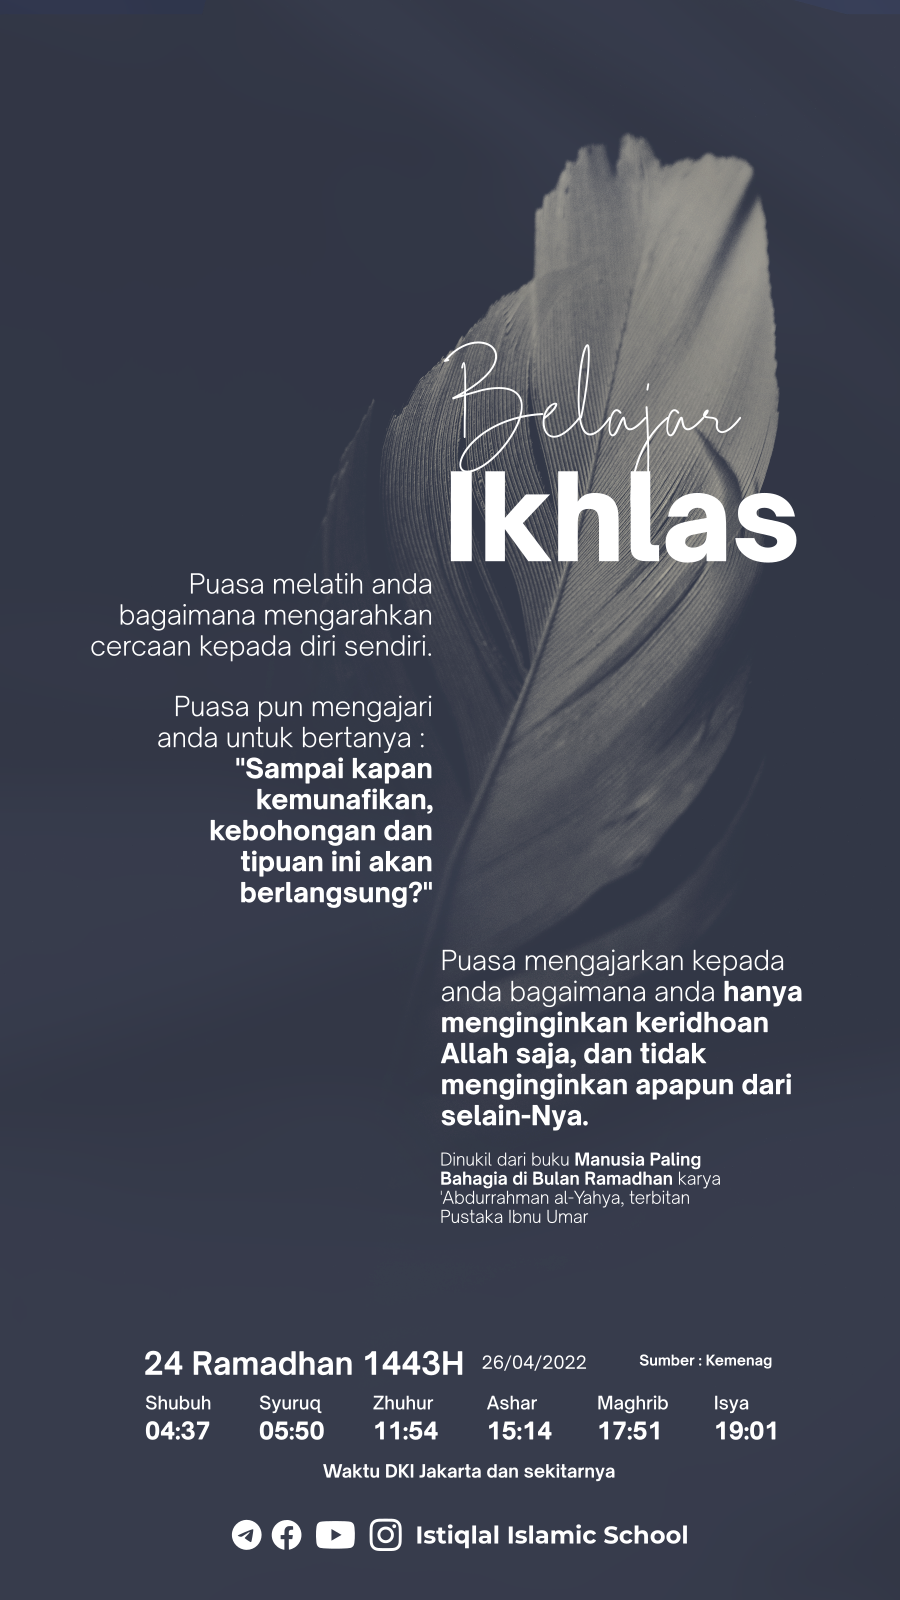 Belajar
Ikhlas
Puasa melatih anda
bagaimana mengarahkan
cercaan kepada diri sendiri.
Puasa pun mengajari
anda untuk bertanya :
"Sampai kapan
kemunafikan,
kebohongan dan
tipuan ini akan
berlangsung?"
Puasa mengajarkan kepada
anda bagaimana anda hanya
menginginkan keridhoan
Allah saja, dan tidak
menginginkan apapun dari
selain-Nya.
Dinukil dari buku Manusia Paling
Bahagia di Bulan Ramadhan karya
'Abdurrahman al-Yahya, terbitan
Pustaka Ibnu Umar
24 Ramadhan 1443H 26/04/2022 Sumber : Kemenag
Shubuh Syuruq Zhuhur Ashar Maghrib Isya
04:37 05:50 11:54 15:14 17:51 19:01
Waktu DKI Jakarta dan sekitarnya
Istiqlal Islamic School